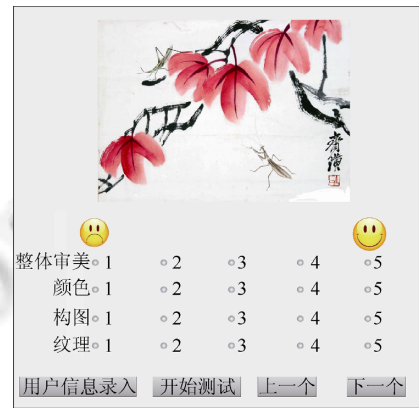 齊璜
整体审美 1 2 3 4 5
颜色 1 2 3 4 5
构图 1 2 3 4 5
纹理 1 2 3 4 5
用户信息录入 开始测试 上一个 下一个